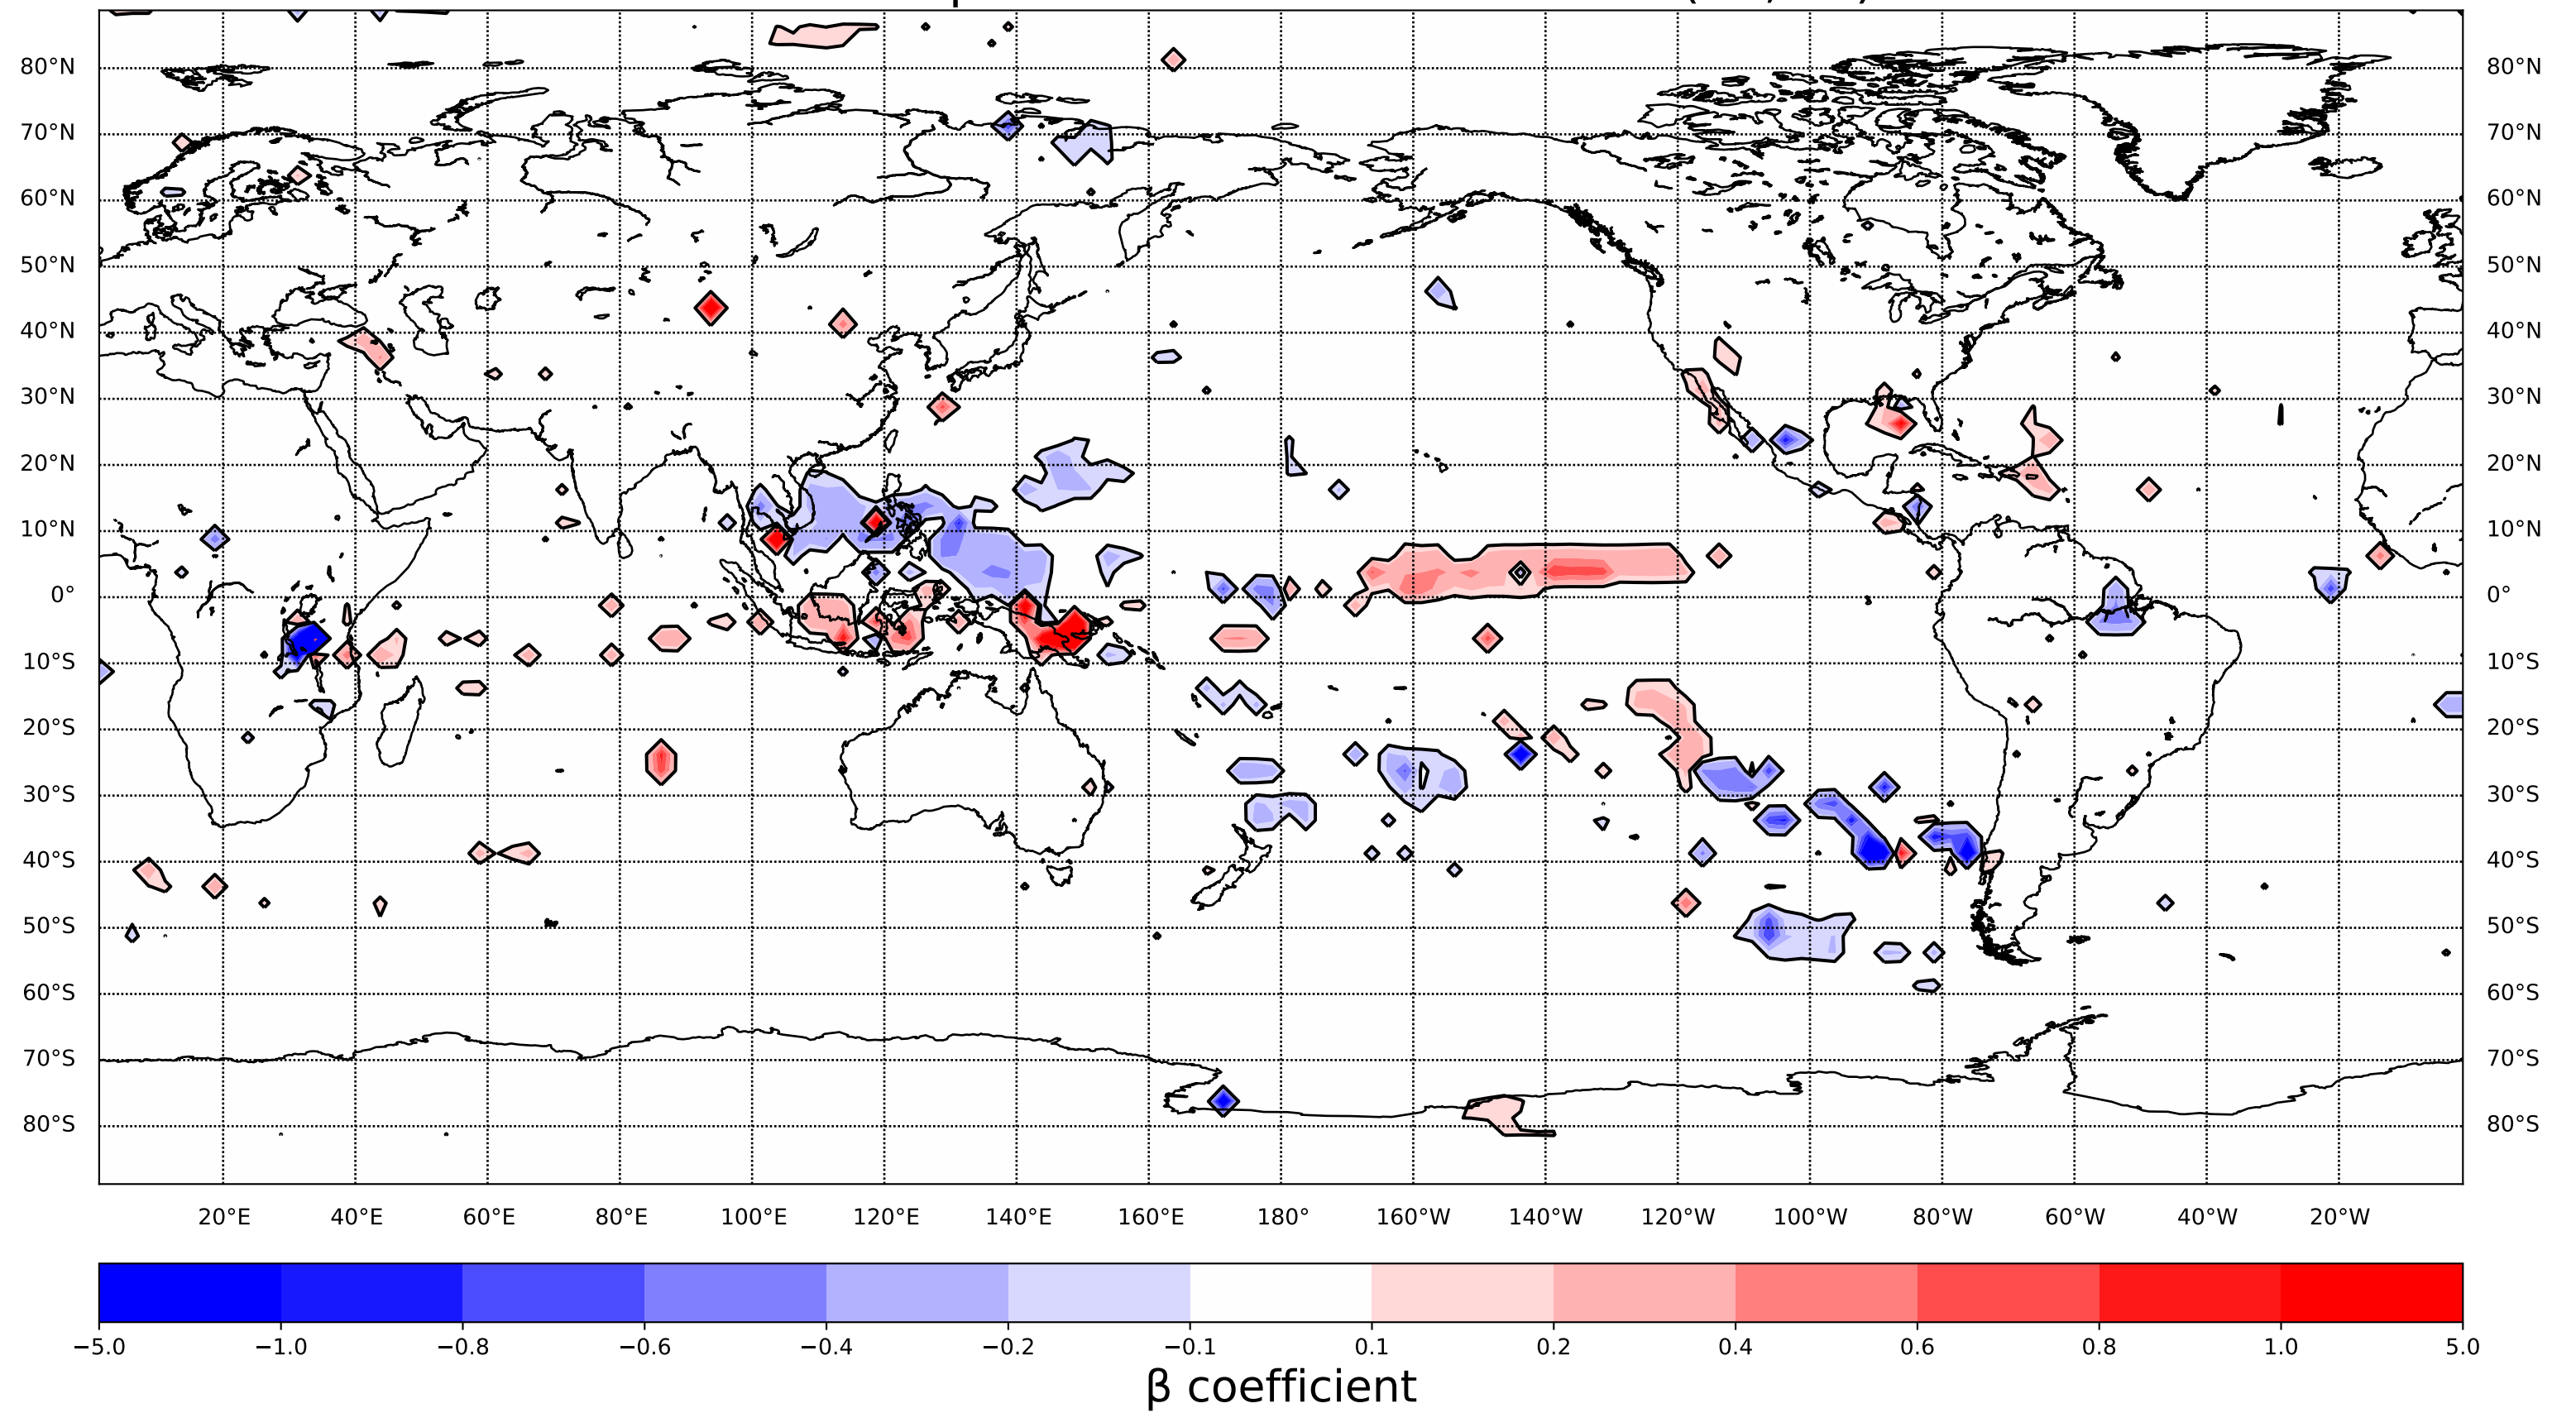 80°N 80°N
70°N 70°N
60°N 60°N
50°N 50°N
40°N 40°N
30°N 30°N
20°N 20°N
10°N 10°N
0° 0°
10°S 10°S
20°S 20°S
30°S 30°S
40°S 40°S
50°S 50°S
60°S 60°S
70°S 70°S
80°S 80°S
20°E 40°E 60°E 80°E 100°E 120°E 140°E 160°E 180° 160°W 140°W 120°W 100°W 80°W 60°W 40°W 20°W
−5.0 −1.0 −0.8 −0.6 −0.4 −0.2 −0.1 0.1 0.2 0.4 0.6 0.8 1.0 5.0
β coefficient